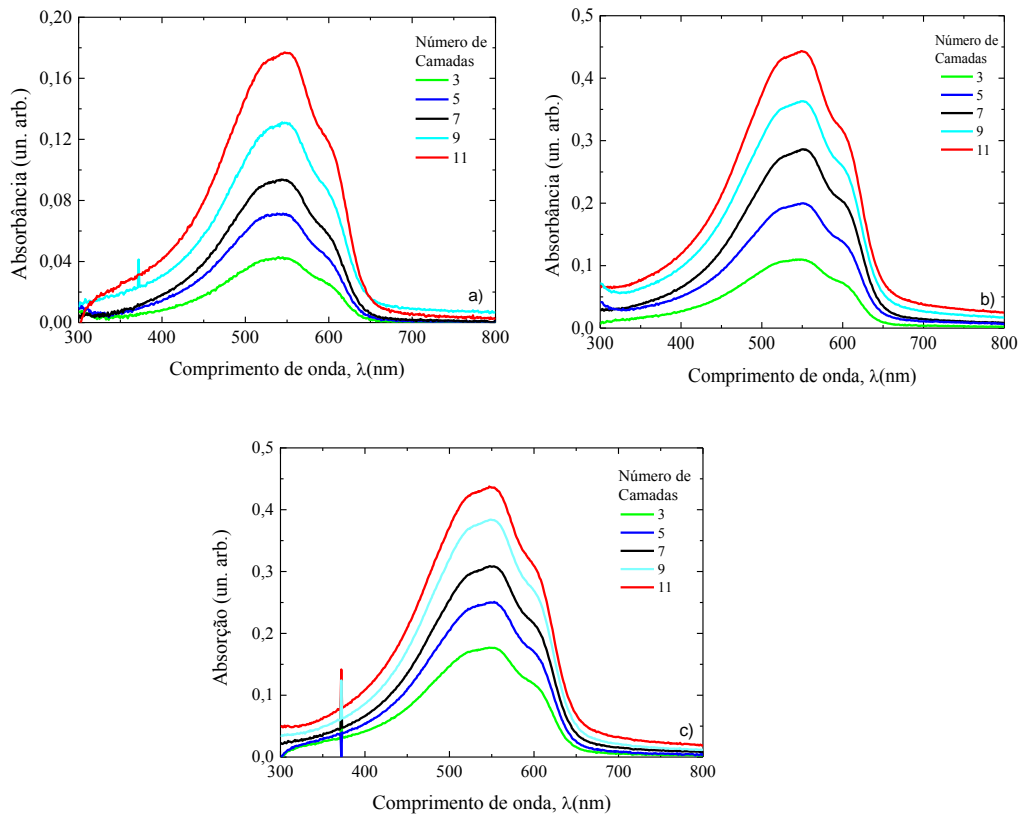 0,20
0,16
0,12
0,08
0,04
0,00
300 400 500 600 700 800
Absorbância (un. arb.)
Comprimento de onda, λ(nm)
Número de
Camadas
3
5
7
9
11
a)
0,5
0,4
0,3
0,2
0,1
0,0
300 400 500 600 700 800
Absorbância (un. arb.)
Comprimento de onda, λ(nm)
Número de
Camadas
3
5
7
9
11
b)
0,5
0,4
0,3
0,2
0,1
0,0
300 400 500 600 700 800
Absorção (un. arb.)
Comprimento de onda, λ(nm)
Número de
Camadas
3
5
7
9
11
c)